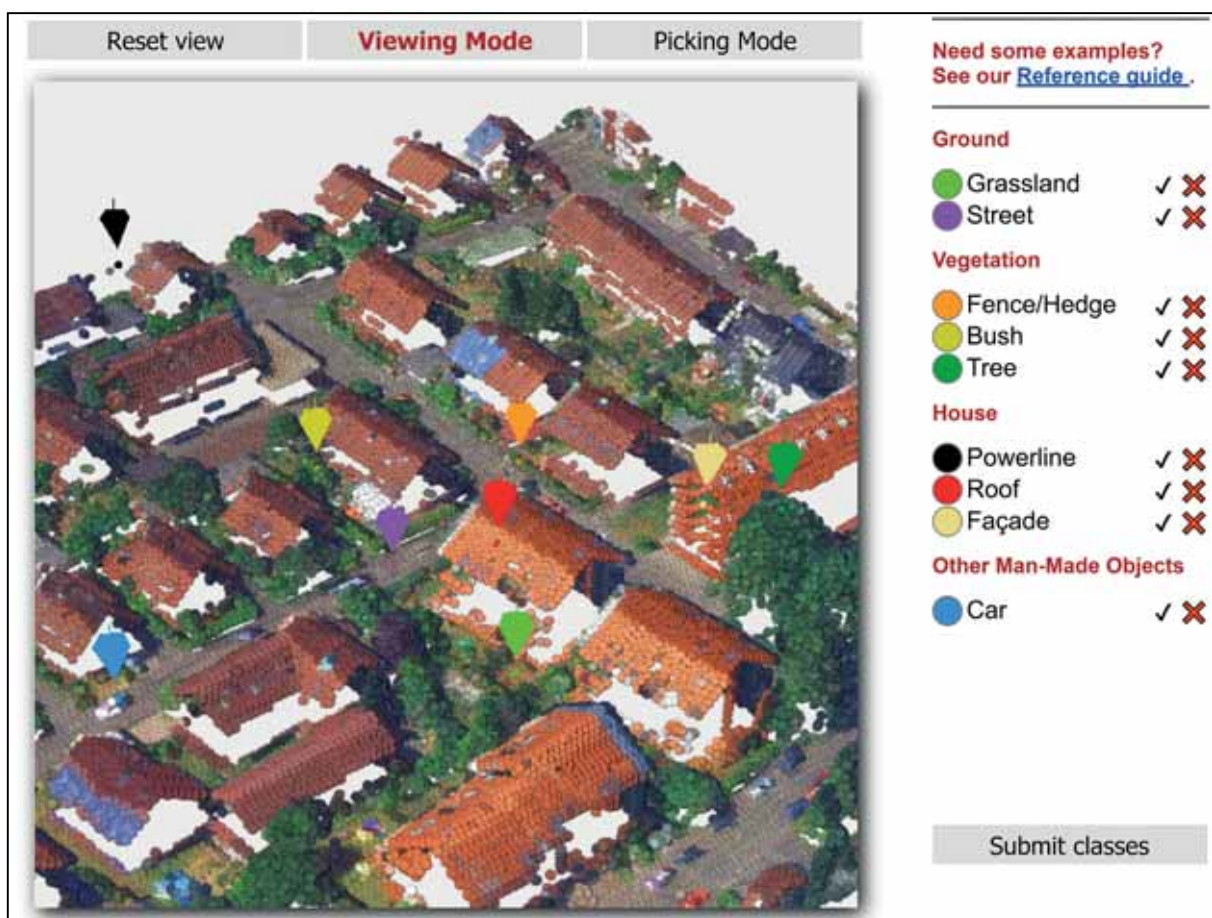 Reset view
Viewing Mode
Picking Mode
Need some examples?
See our Reference guide .
Ground
Grassland ✓ ✗
Street ✓ ✗
Vegetation
Fence/Hedge ✓ ✗
Bush ✓ ✗
Tree ✓ ✗
House
Powerline ✓ ✗
Roof ✓ ✗
Façade ✓ ✗
Other Man-Made Objects
Car ✓ ✗
Submit classes